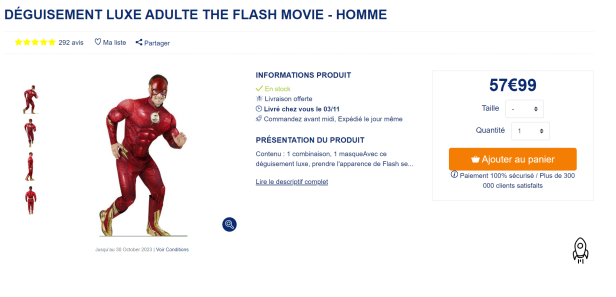 DÉGUISEMENT LUXE ADULTE THE FLASH MOVIE - HOMME
292 avis Ma liste Partager
INFORMATIONS PRODUIT
En stock
Livraison offerte
Livré chez vous le 03/11
Commandez avant midi, Expédié le jour même
PRÉSENTATION DU PRODUIT
Contenu : 1 combinaison, 1 masqueAvec ce
déguisement luxe, prendre l'apparence de Flash se...
Lire le descriptif complet
57€99
Taille -
Quantité 1
Ajouter au panier
Paiement 100% sécurisé / Plus de 300
000 clients satisfaits
Jusqu'au 30 October 2023 | Voir Conditions